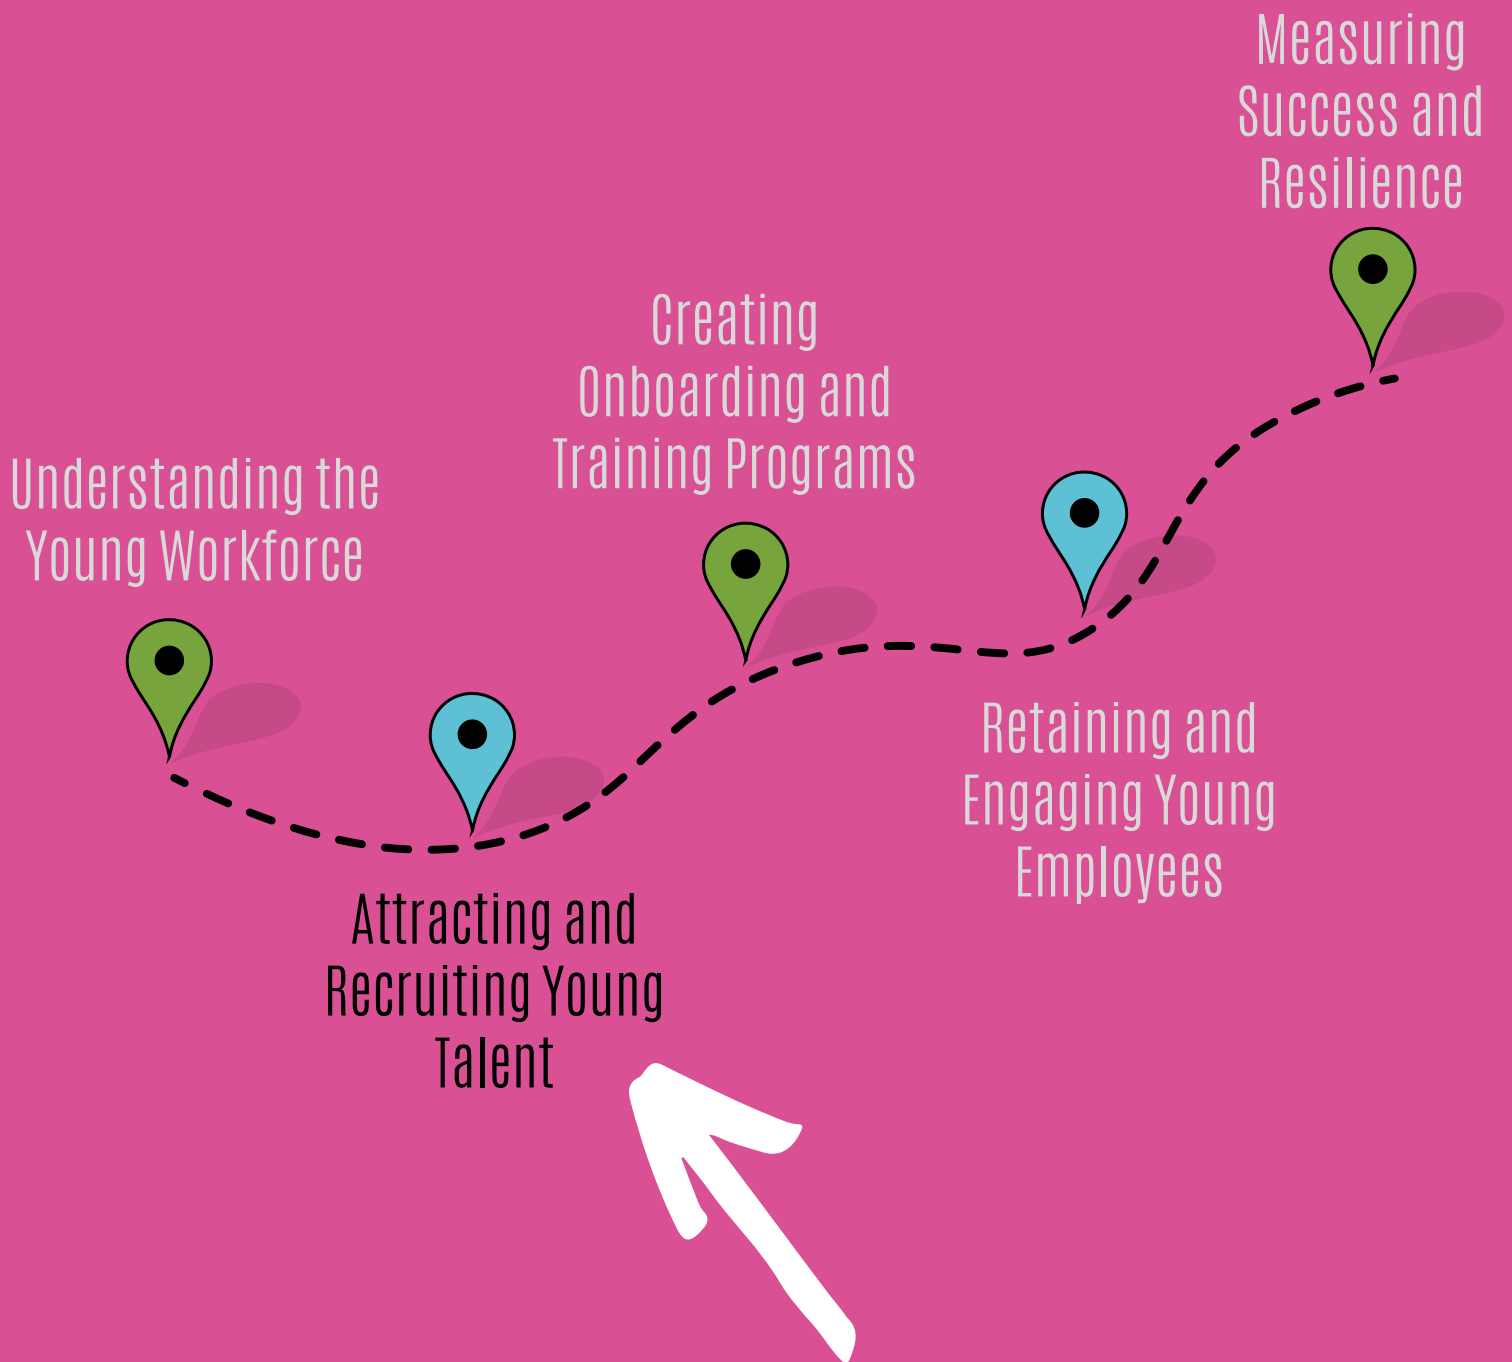 Understanding the
Young Workforce
Attracting and
Recruiting Young
Talent
Creating
Onboarding and
Training Programs
Retaining and
Engaging Young
Employees
Measuring
Success and
Resilience